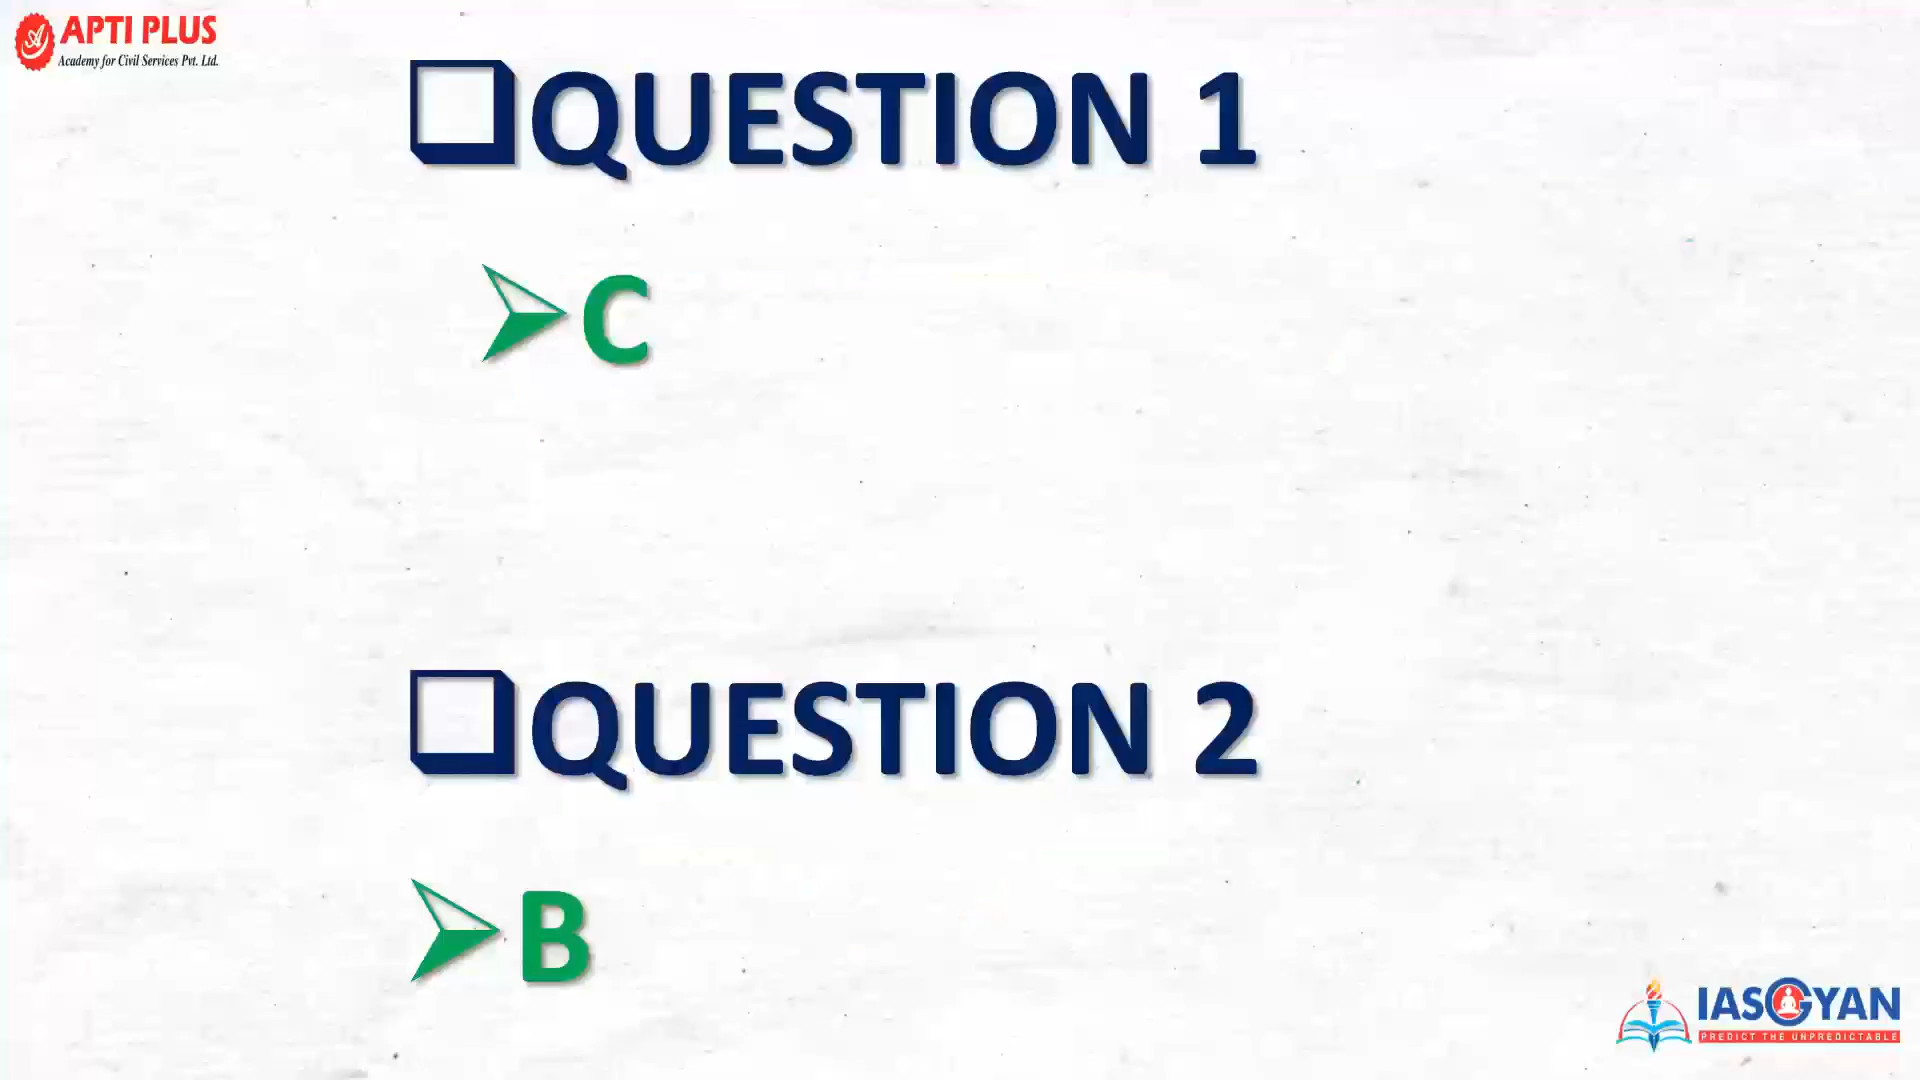 APTI PLUS
Academy for Civil Services Pvt. Ltd.
QUESTION 1
C
QUESTION 2
B
IASGYAN
PREDICT THE UNPREDICTABLE